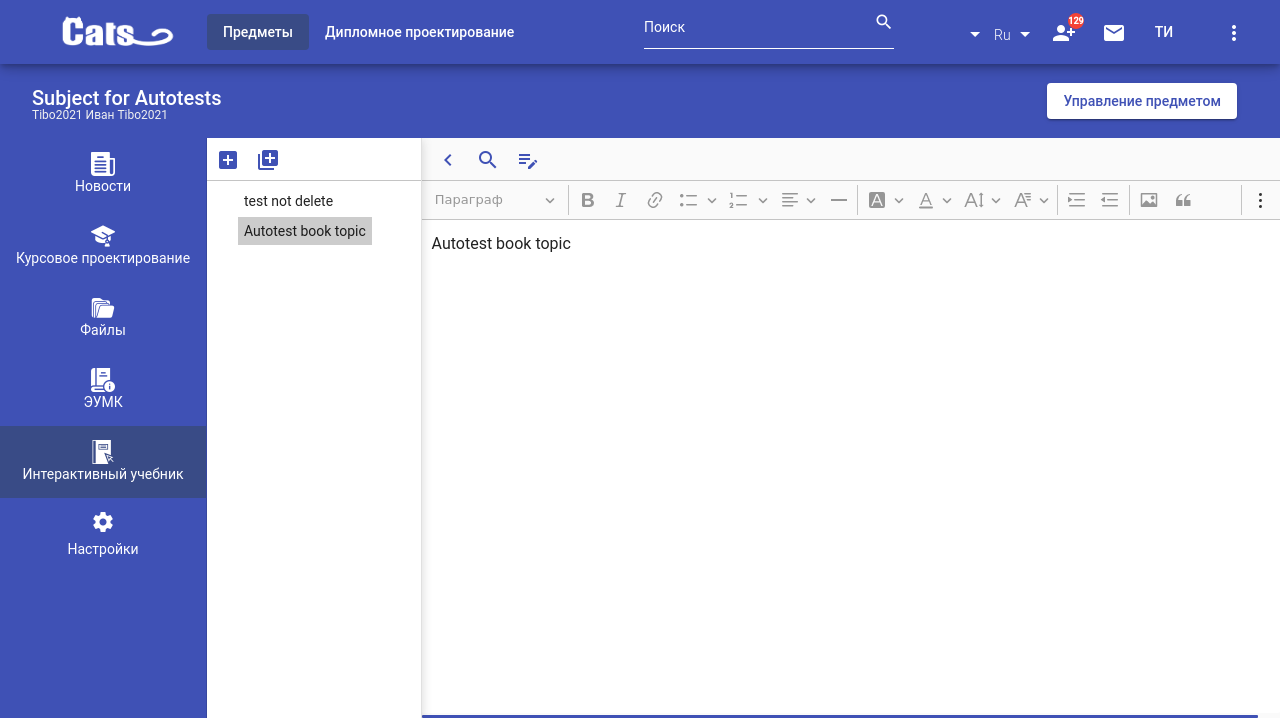 Cats
Предметы
Дипломное проектирование
Поиск
Ru
129
ТИ
Subject for Autotests
Tibo2021 Иван Tibo2021
Управление предметом
Новости
Курсовое проектирование
Файлы
ЭУМК
Интерактивный учебник
Настройки
test not delete
Autotest book topic
Параграф
Autotest book topic